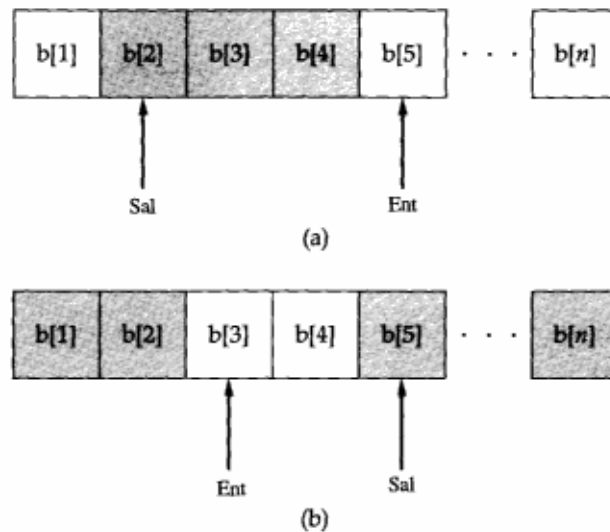 b[1] b[2] b[3] b[4] b[5] · · · b[n]
Sal Ent
(a)
b[1] b[2] b[3] b[4] b[5] · · · b[n]
Ent Sal
(b)